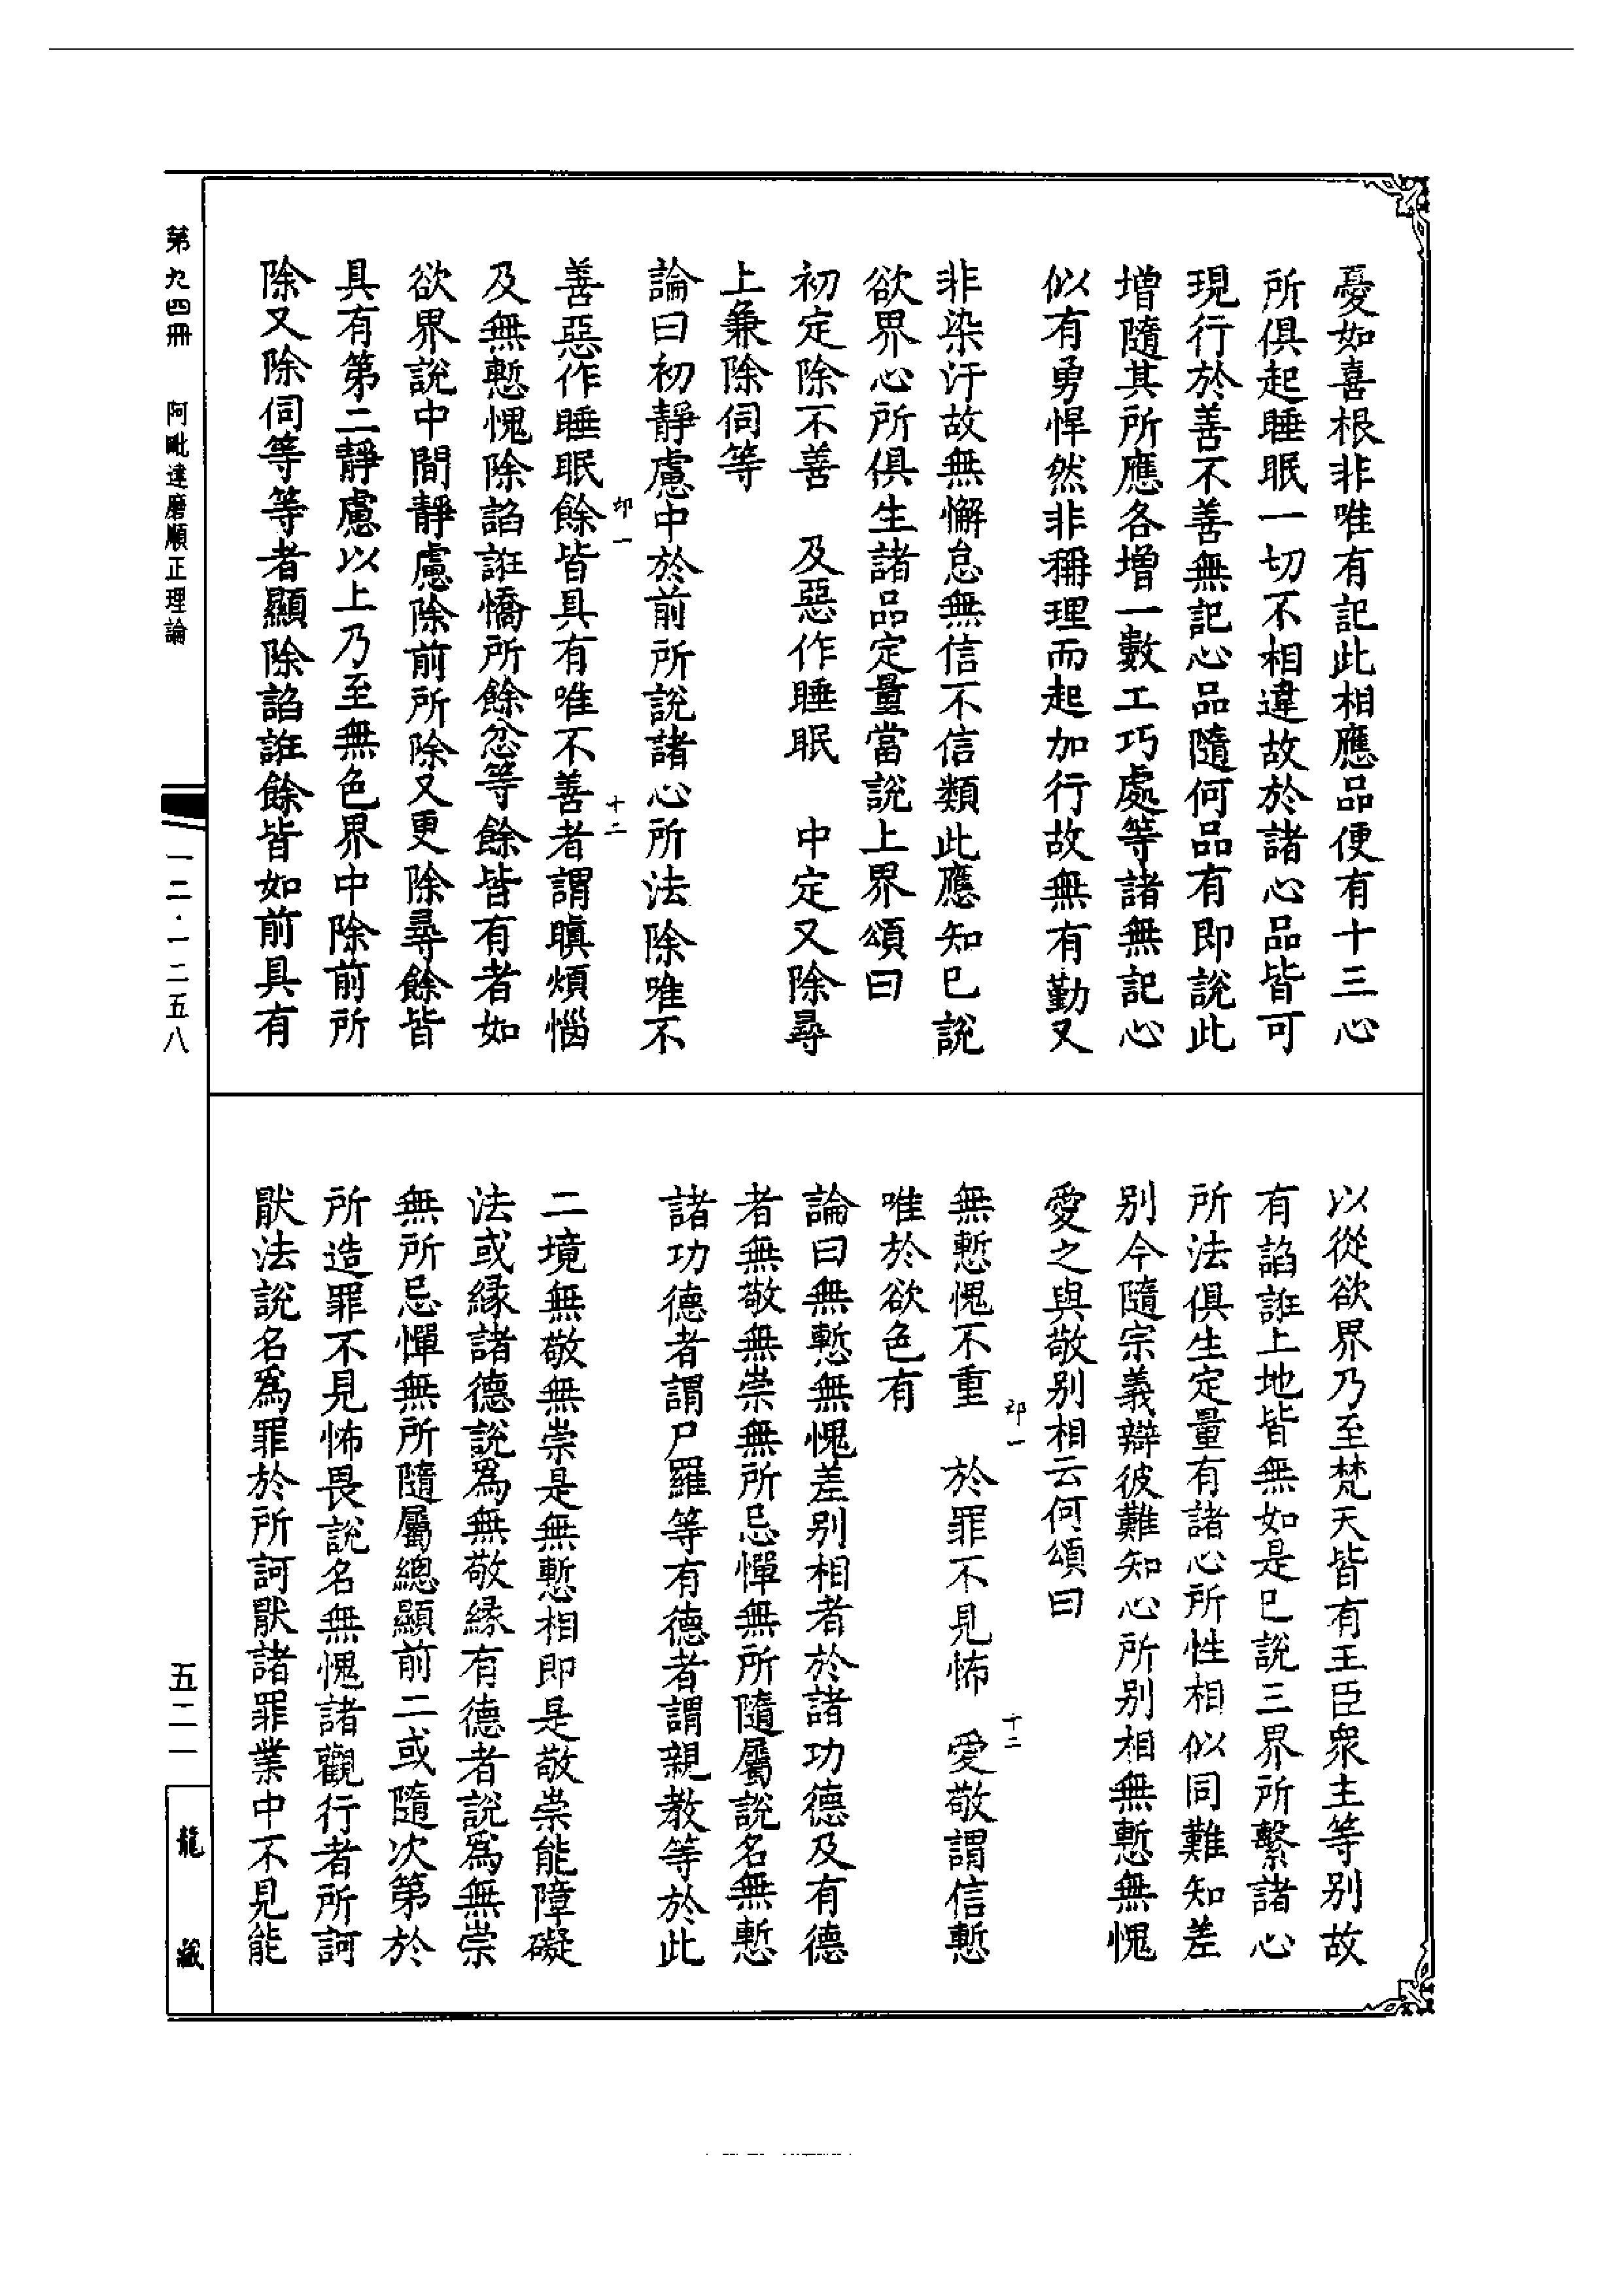 憂如喜根非唯有記此相應品便有十三心
所俱起睡眠一切不相違故於諸心品皆可
現行於善不善無記心品隨何品有即說此
增隨其所應各增一數工巧處等諸無記心
似有勇悍然非稱理而起加行故無有勤又
非染汙故無懈怠無信不信類此應知已說
欲界心所俱生諸品定量當說上界頌曰
初定除不善　及惡作睡眠　中定又除尋
上兼除伺等
論曰初靜慮中於前所說諸心所法除唯不
善惡作睡眠餘皆具有唯不善者謂瞋煩惱
及無慙愧除諂誑憍所餘忿等餘皆有者如
欲界說中間靜慮除前所除又更除尋餘皆
具有第二靜慮以上乃至無色界中除前所
除又除伺等等者顯除諂誑餘皆如前具有
以從欲界乃至梵天皆有王臣眾主等別故
有諂誑上地皆無如是已說三界所繫諸心
所法俱生定量有諸心所性相似同難知差
別今隨宗義辯彼難知心所別相無慙無愧
愛之與敬別相云何頌曰
無慙愧不重　於罪不見怖　愛敬謂信慙
唯於欲色有
論曰無慙無愧差別相者於諸功德及有德
者無敬無崇無所忌憚無所隨屬說名無慙
諸功德者謂尸羅等有德者謂親教等於此
二境無敬無崇是無慙相即是敬崇能障礙
法或緣諸德說爲無敬緣有德者說爲無崇
無所忌憚無所隨屬總顯前二或隨次第於
所造罪不見怖畏說名無愧諸觀行者所訶
厭法說名爲罪於所訶厭諸罪業中不見能
第九四冊　阿毗達磨順正理論
一二·一二五八
五二一
龍藏
十二
十二